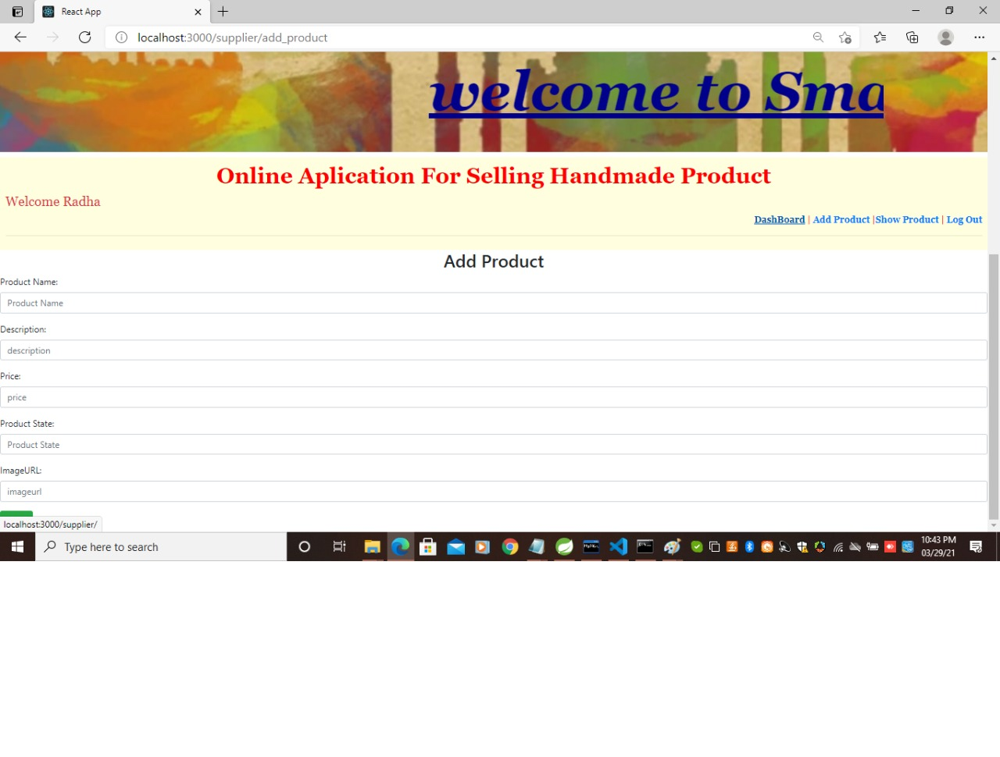 React App
localhost:3000/supplier/add_product
welcome to Sma
Online Aplication For Selling Handmade Product
Welcome Radha
DashBoard | Add Product |Show Product | Log Out
Add Product
Product Name:
Product Name
Description:
description
Price:
price
Product State:
Product State
ImageURL:
imageurl
localhost:3000/supplier/
Type here to search
10:43 PM
03/29/21